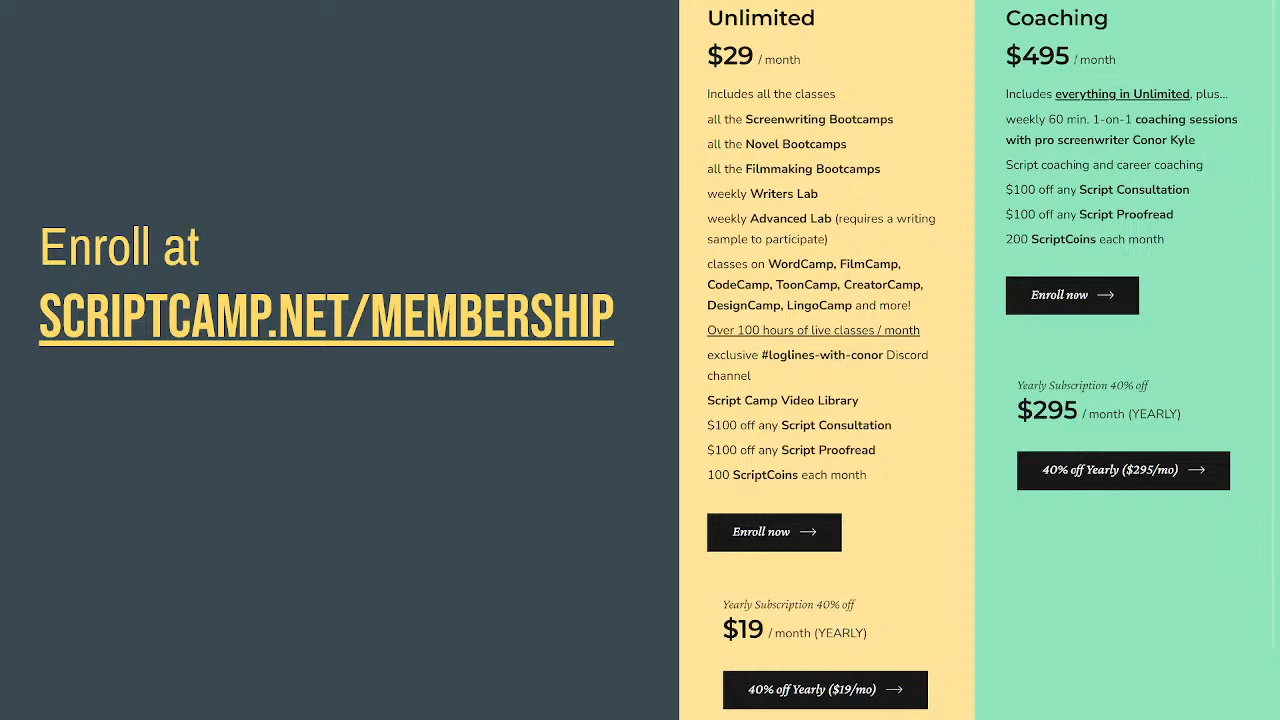 Enroll at
SCRIPTCAMP.NET/MEMBERSHIP
Unlimited
$29 / month
Includes all the classes
all the Screenwriting Bootcamps
all the Novel Bootcamps
all the Filmmaking Bootcamps
weekly Writers Lab
weekly Advanced Lab (requires a writing
sample to participate)
classes on WordCamp, FilmCamp,
CodeCamp, ToonCamp, CreatorCamp,
DesignCamp, LingoCamp and more!
Over 100 hours of live classes / month
exclusive #loglines-with-conor Discord
channel
Script Camp Video Library
$100 off any Script Consultation
$100 off any Script Proofread
100 ScriptCoins each month
Enroll now →
Yearly Subscription 40% off
$19 / month (YEARLY)
40% off Yearly ($19/mo) →
Coaching
$495 / month
Includes everything in Unlimited, plus...
weekly 60 min. 1-on-1 coaching sessions
with pro screenwriter Conor Kyle
Script coaching and career coaching
$100 off any Script Consultation
$100 off any Script Proofread
200 ScriptCoins each month
Enroll now →
Yearly Subscription 40% off
$295 / month (YEARLY)
40% off Yearly ($295/mo) →